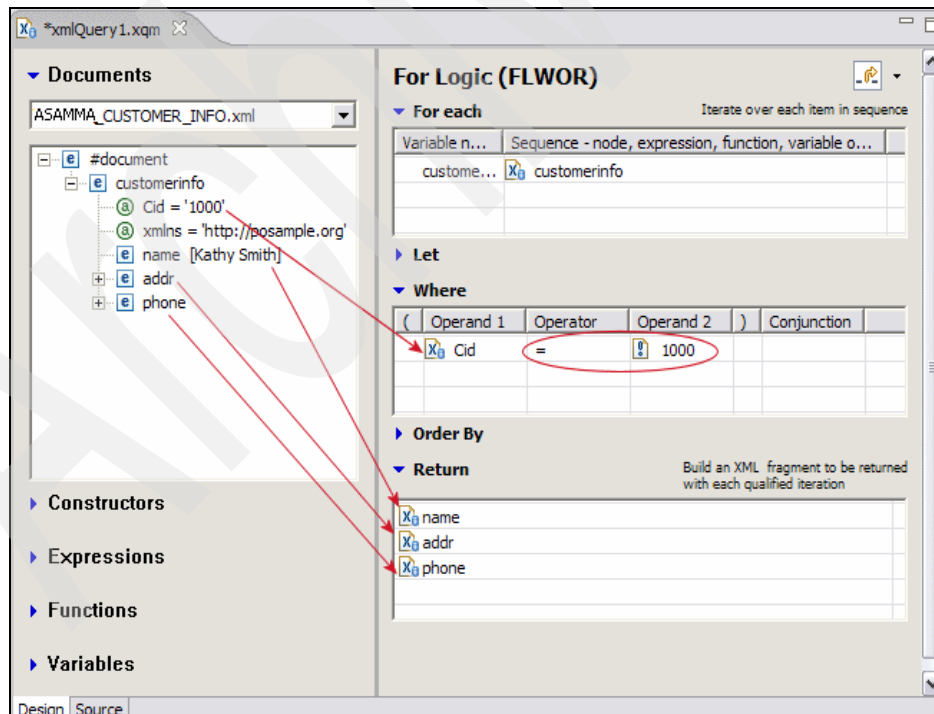 *xmlQuery1.xqm
Documents
ASAMMA_CUSTOMER_INFO.xml
#document
customerinfo
Cid = '1000'
xmlns = 'http://posample.org'
name [Kathy Smith]
addr
phone
Constructors
Expressions
Functions
Variables
Design Source
For Logic (FLWOR)
For each Iterate over each item in sequence
Variable n... Sequence - node, expression, function, variable o...
custome... customerinfo
Let
Where
( Operand 1 Operator Operand 2 ) Conjunction
Cid = 1000
Order By
Return Build an XML fragment to be returned
with each qualified iteration
name
addr
phone